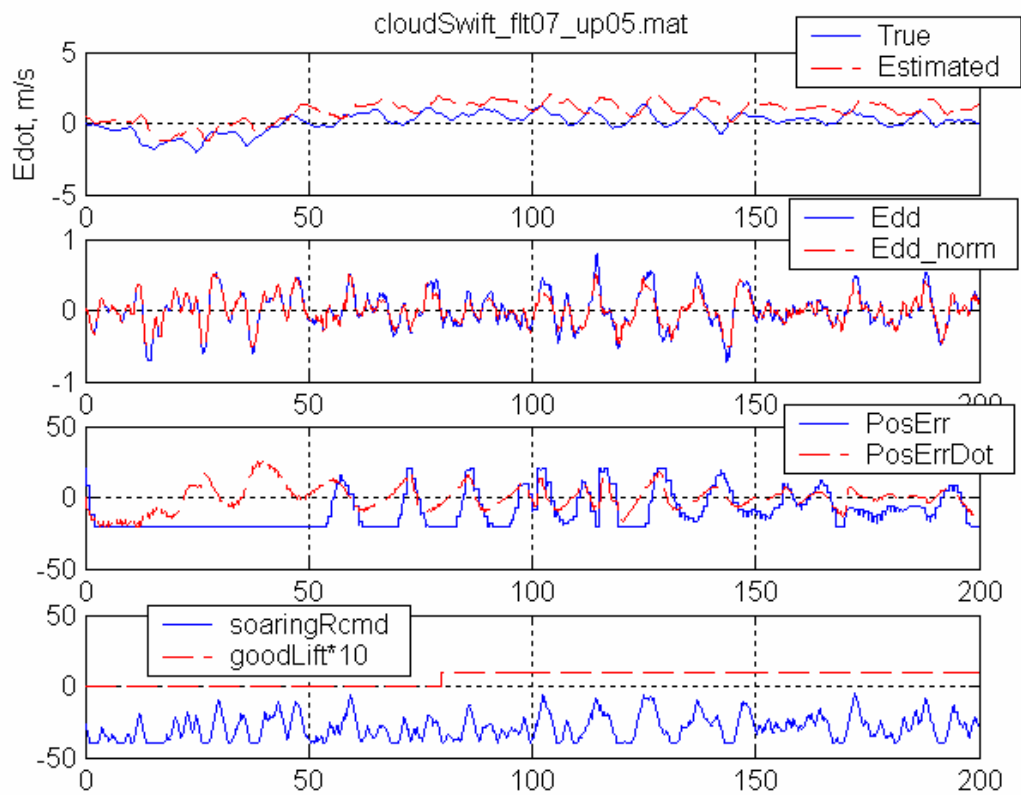 cloudSwift_flt07_up05.mat
True
Estimated
Edot, m/s
5
0
-5
0 50 100 150
Edd
Edd_norm
1
0
-1
0 50 100 150 200
PosErr
PosErrDot
50
0
-50
0 50 100 150 200
soaringRcmd
goodLift*10
50
0
-50
0 50 100 150 200